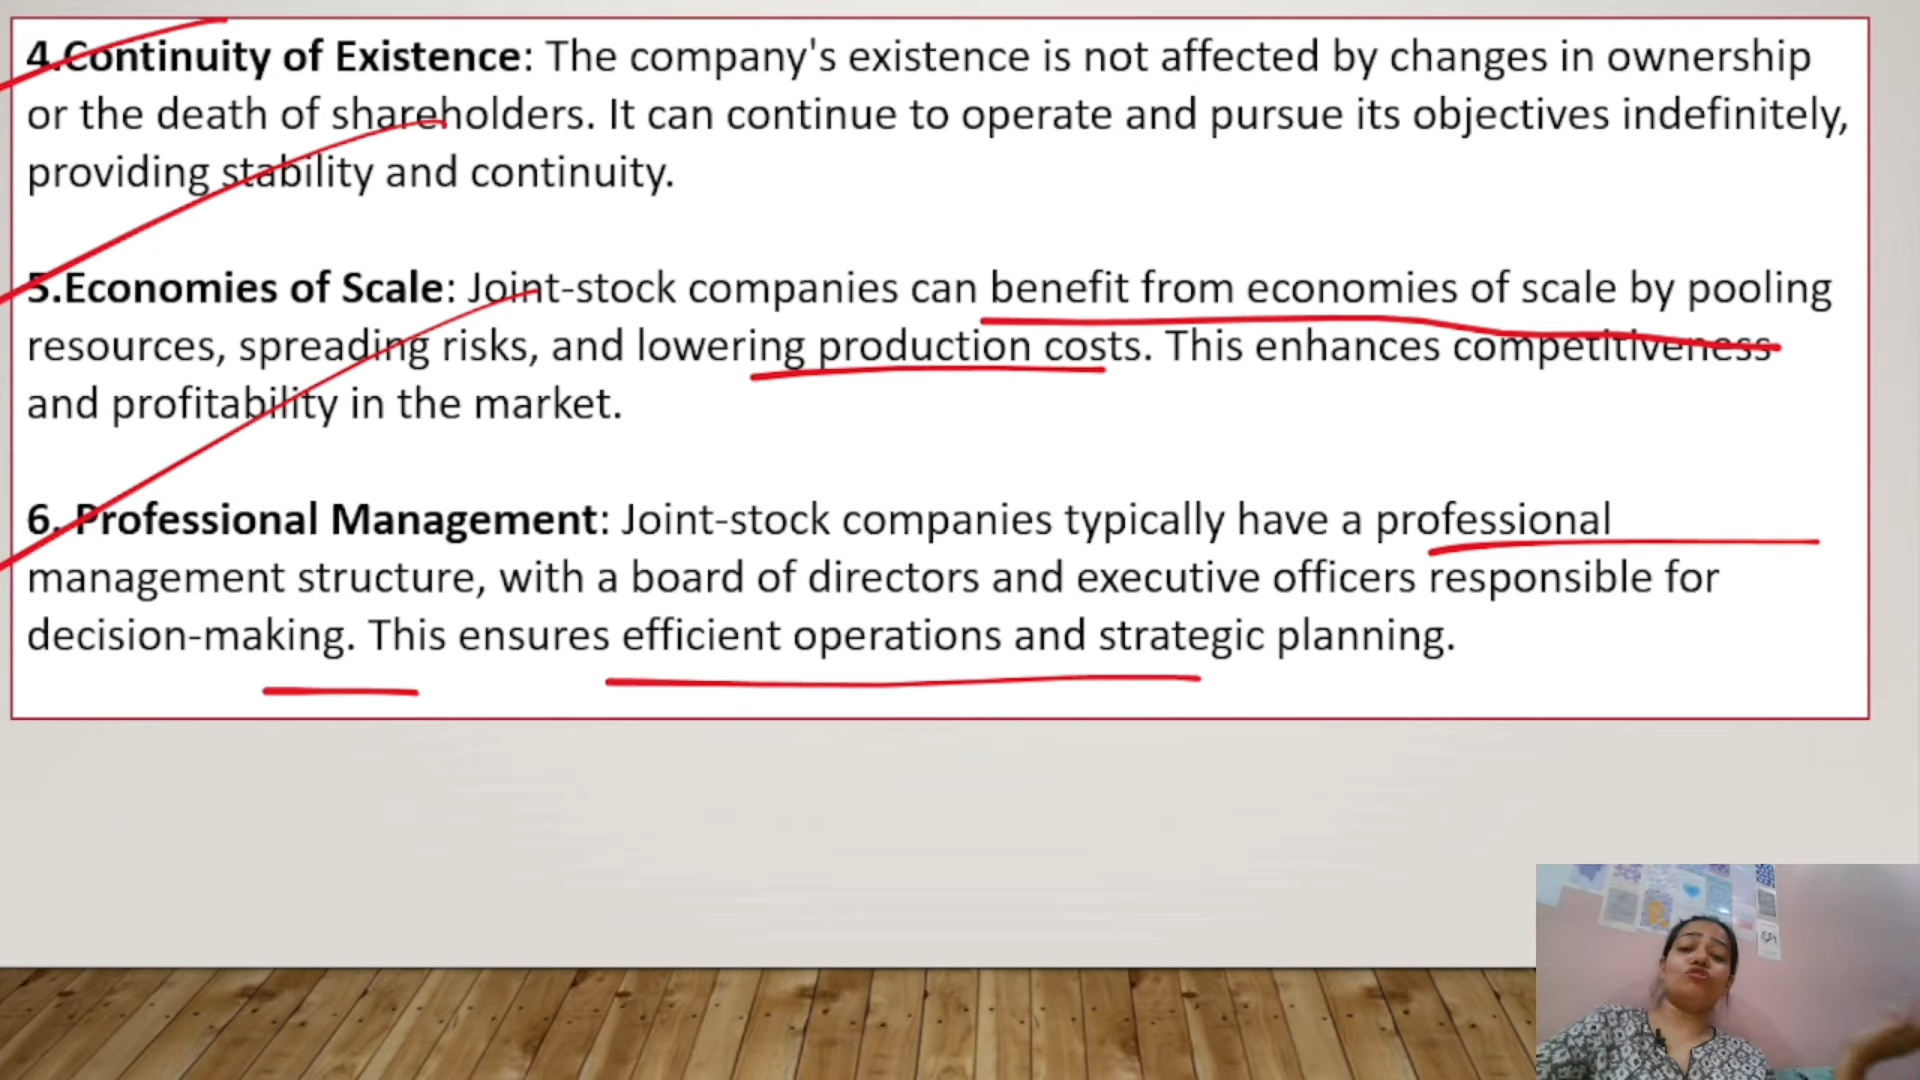 4.Continuity of Existence: The company's existence is not affected by changes in ownership
or the death of shareholders. It can continue to operate and pursue its objectives indefinitely,
providing stability and continuity.
5.Economies of Scale: Joint-stock companies can benefit from economies of scale by pooling
resources, spreading risks, and lowering production costs. This enhances competitiveness
and profitability in the market.
6. Professional Management: Joint-stock companies typically have a professional
management structure, with a board of directors and executive officers responsible for
decision-making. This ensures efficient operations and strategic planning.